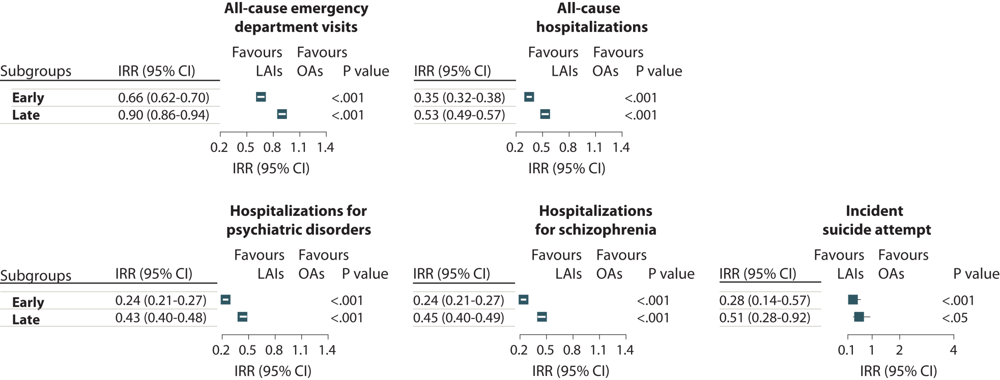 All-cause emergency
department visits
All-cause
hospitalizations
Favours Favours
Favours Favours
Subgroups IRR (95% CI) LAIs OAs P value
IRR (95% CI) LAIs OAs P value
Early 0.66 (0.62-0.70) <.001
0.35 (0.32-0.38) <.001
Late 0.90 (0.86-0.94) <.001
0.53 (0.49-0.57) <.001
0.2 0.5 0.8 1.1 1.4
0.2 0.5 0.8 1.1 1.4
IRR (95% CI)
IRR (95% CI)
Hospitalizations for
psychiatric disorders
Hospitalizations
for schizophrenia
Incident
suicide attempt
Favours Favours
Favours Favours
Favours Favours
Subgroups IRR (95% CI) LAIs OAs P value
IRR (95% CI) LAIs OAs P value
IRR (95% CI) LAIs OAs P value
Early 0.24 (0.21-0.27) <.001
0.24 (0.21-0.27) <.001
0.28 (0.14-0.57) <.001
Late 0.43 (0.40-0.48) <.001
0.45 (0.40-0.49) <.001
0.51 (0.28-0.92) <.05
0.2 0.5 0.8 1.1 1.4
0.2 0.5 0.8 1.1 1.4
0.1 1 2 4
IRR (95% CI)
IRR (95% CI)
IRR (95% CI)